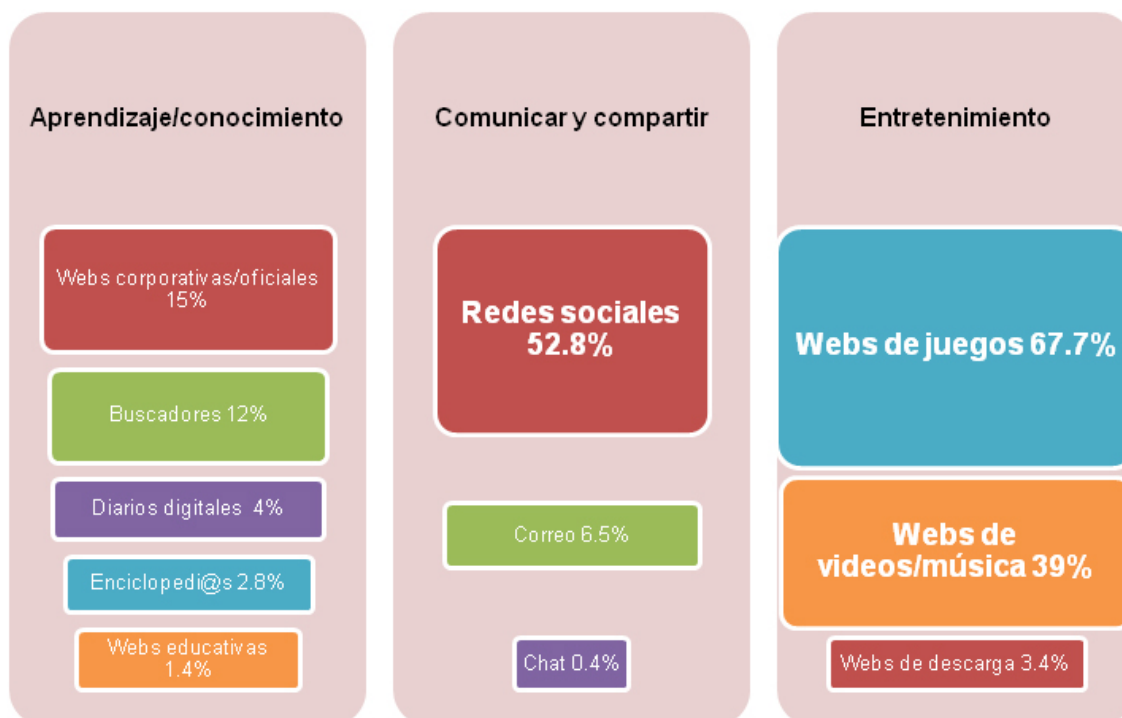 Aprendizaje/conocimiento
Webs corporativas/oficiales
15%
Buscadores 12%
Diarios digitales 4%
Enciclopedi@s 2.8%
Webs educativas
1.4%
Comunicar y compartir
Redes sociales
52.8%
Correo 6.5%
Chat 0.4%
Entretenimiento
Webs de juegos 67.7%
Webs de
videos/música 39%
Webs de descarga 3.4%